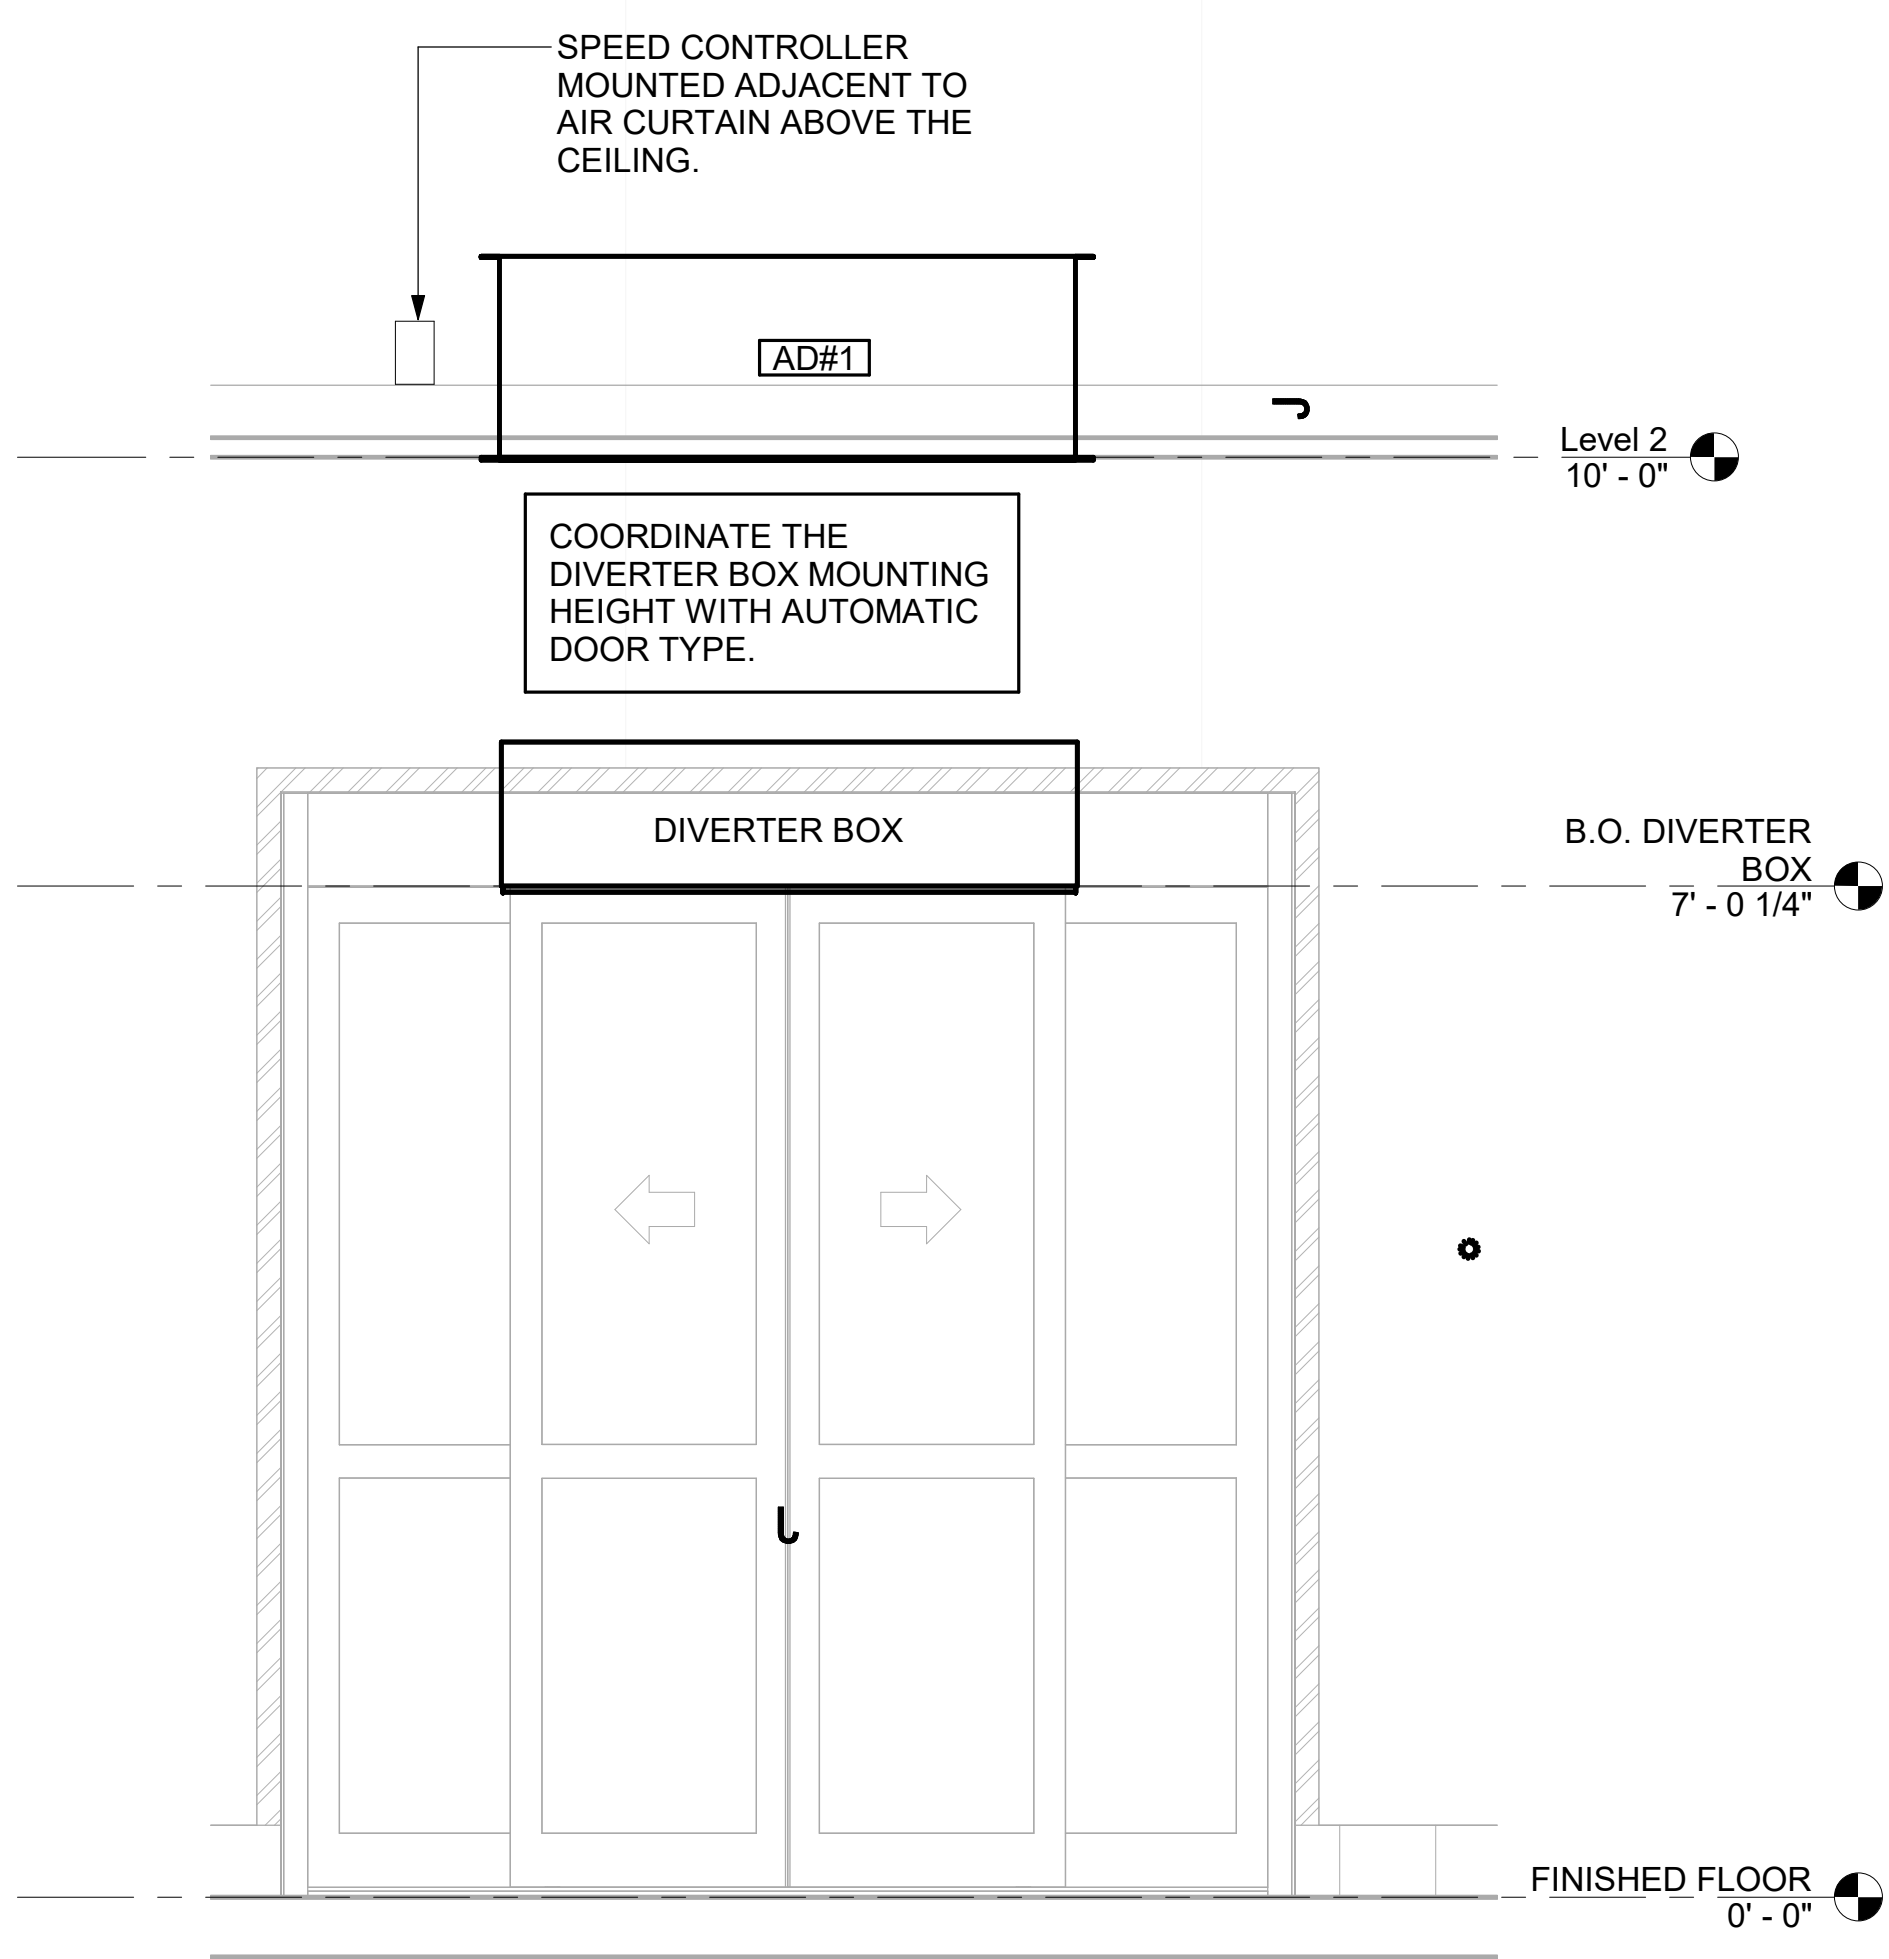 SPEED CONTROLLER
MOUNTED ADJACENT TO
AIR CURTAIN ABOVE THE
CEILING.
AD#1
Level 2
10' - 0"
COORDINATE THE
DIVERTER BOX MOUNTING
HEIGHT WITH AUTOMATIC
DOOR TYPE.
DIVERTER BOX
B.O. DIVERTER
BOX
7' - 0 1/4"
FINISHED FLOOR
0' - 0"